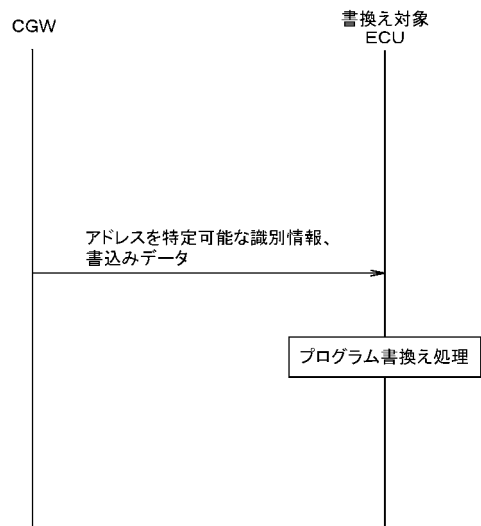 CGW
書換え対象
ECU
アドレスを特定可能な識別情報、
書込みデータ
プログラム書換え処理